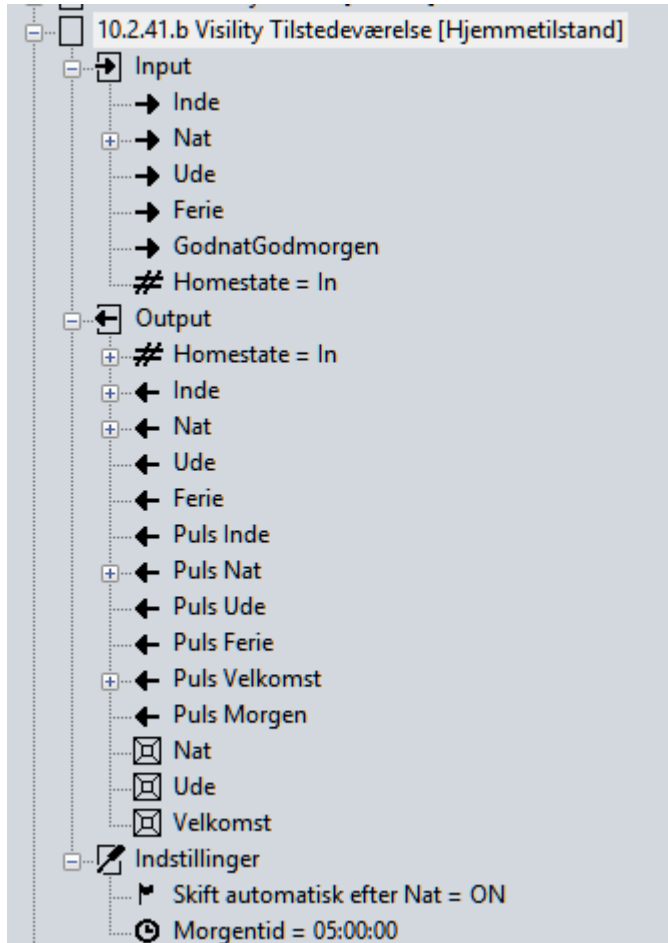 10.2.41.b Visility Tilstedeværelse [Hjemmetilstand]
Input
Inde
Nat
Ude
Ferie
GodnatGodmorgen
Homestate = In
Output
Homestate = In
Inde
Nat
Ude
Ferie
Puls Inde
Puls Nat
Puls Ude
Puls Ferie
Puls Velkomst
Puls Morgen
Nat
Ude
Velkomst
Indstillinger
Skift automatisk efter Nat = ON
Morgentid = 05:00:00